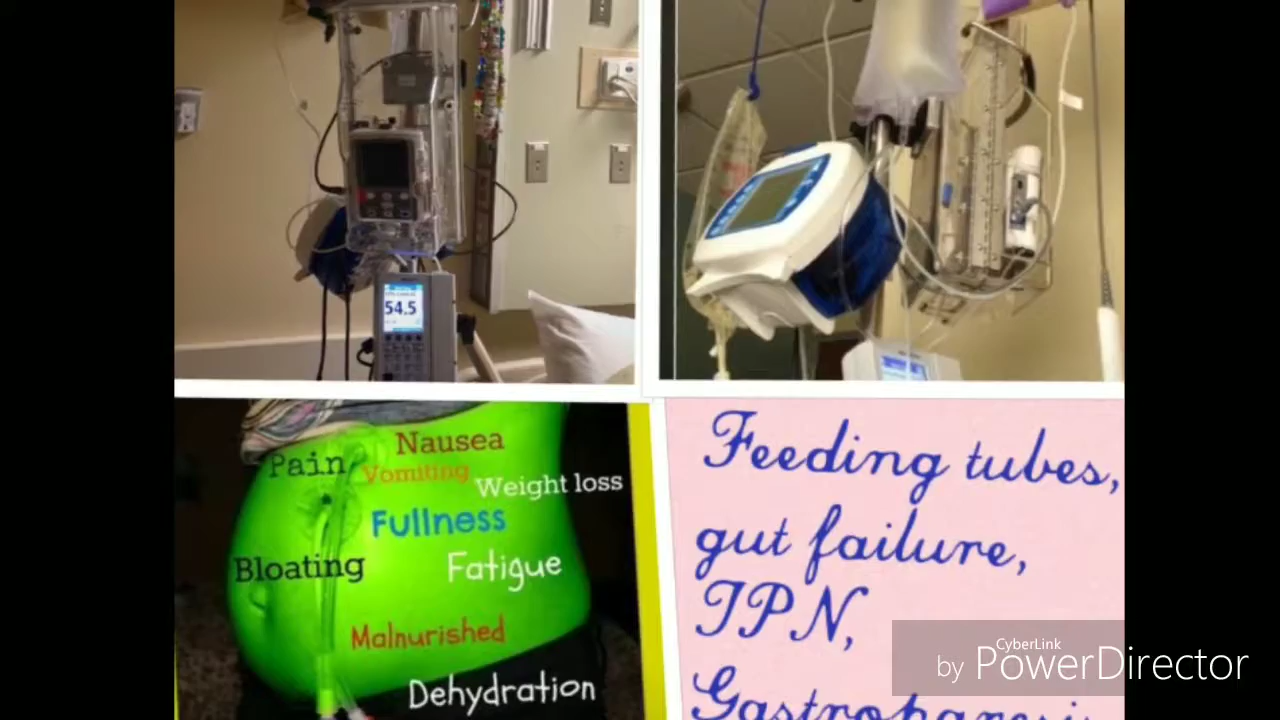 54.5
Nausea
Pain
Vomiting
Weight loss
Fullness
Bloating
Fatigue
Malnurished
Dehydration
Feeding tubes,
gut failure,
TPN,
Gastroparesi
CyberLink
by PowerDirector